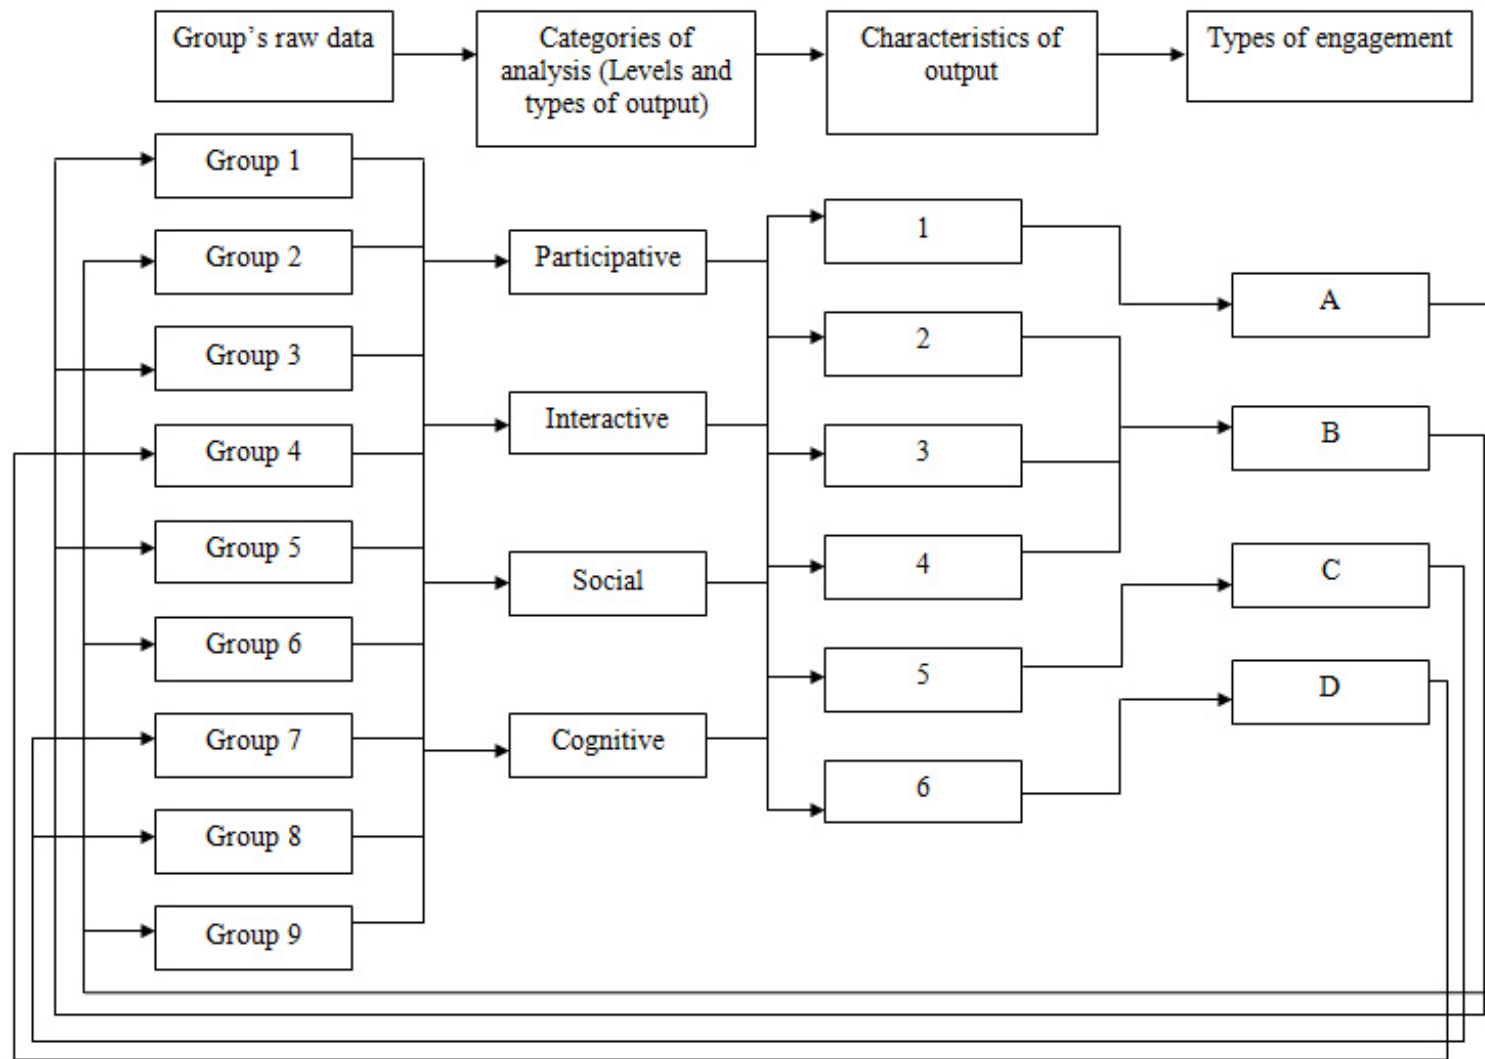 Group’s raw data
Categories of
analysis (Levels and
types of output)
Characteristics of
output
Types of engagement
Group 1
Group 2
Group 3
Group 4
Group 5
Group 6
Group 7
Group 8
Group 9
Participative
Interactive
Social
Cognitive
1
2
3
4
5
6
A
B
C
D